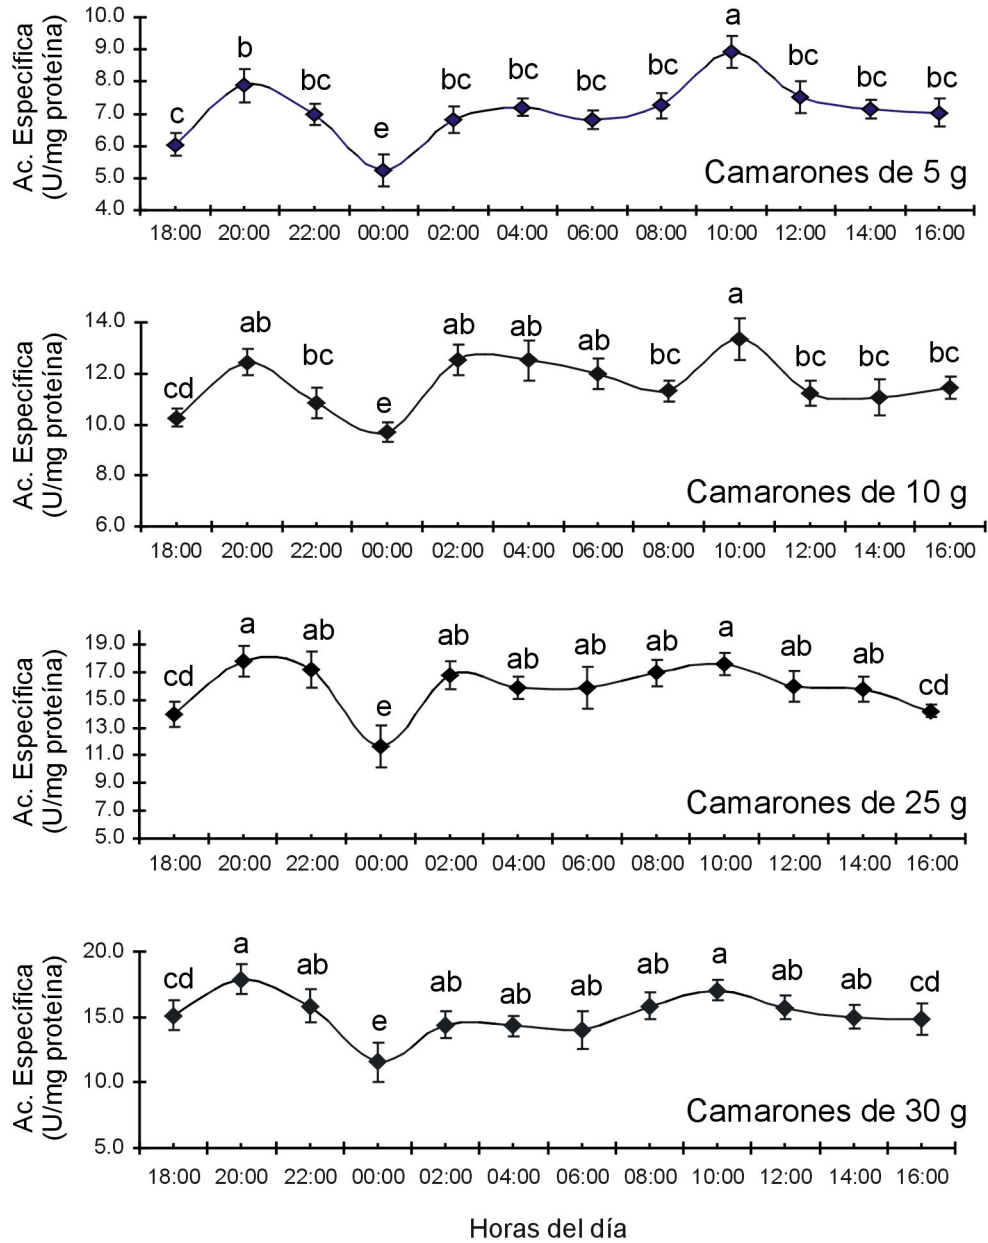 Ac. Específica
(U/mg proteína)
10.0
9.0
8.0
7.0
6.0
5.0
4.0
c b bc e bc bc bc bc a bc bc bc
Camarones de 5 g
18:00 20:00 22:00 00:00 02:00 04:00 06:00 08:00 10:00 12:00 14:00 16:00
Ac. Específica
(U/mg proteína)
14.0
12.0
10.0
8.0
6.0
cd ab bc e ab ab ab bc a bc bc bc
Camarones de 10 g
18:00 20:00 22:00 00:00 02:00 04:00 06:00 08:00 10:00 12:00 14:00 16:00
Ac. Específica
(U/mg proteína)
19.0
17.0
15.0
13.0
11.0
9.0
7.0
5.0
cd a ab e ab ab ab ab a ab ab cd
Camarones de 25 g
18:00 20:00 22:00 00:00 02:00 04:00 06:00 08:00 10:00 12:00 14:00 16:00
Ac. Específica
(U/mg proteína)
20.0
15.0
10.0
5.0
cd a ab e ab ab ab ab a ab ab cd
Camarones de 30 g
18:00 20:00 22:00 00:00 02:00 04:00 06:00 08:00 10:00 12:00 14:00 16:00
Horas del día